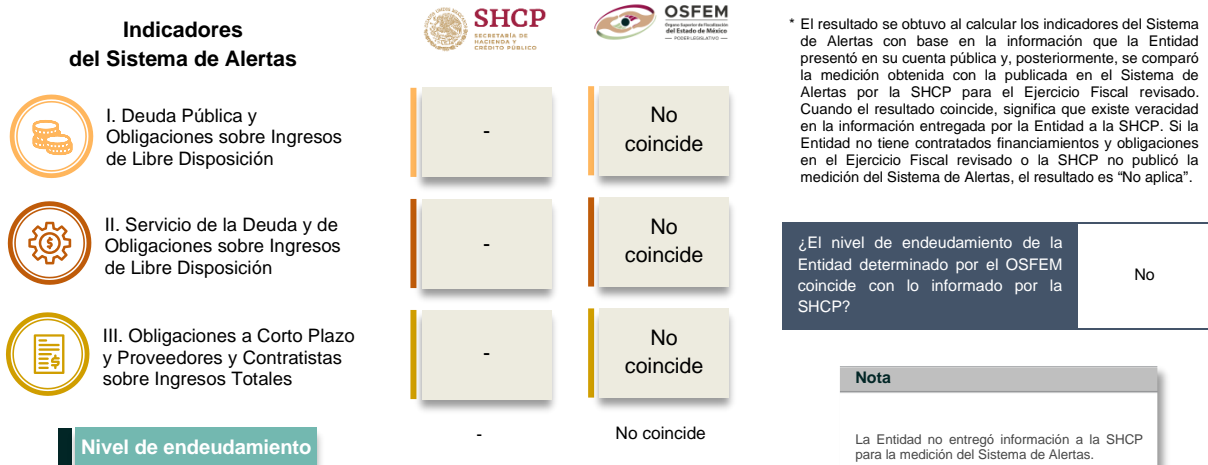 Indicadores
del Sistema de Alertas
SHCP
SECRETARÍA DE
HACIENDA Y
CRÉDITO PÚBLICO
OSFEM
Órgano Superior de Fiscalización
del Estado de México
PODER LEGISLATIVO
I. Deuda Pública y
Obligaciones sobre Ingresos
de Libre Disposición
-
No
coincide
II. Servicio de la Deuda y de
Obligaciones sobre Ingresos
de Libre Disposición
-
No
coincide
III. Obligaciones a Corto Plazo
y Proveedores y Contratistas
sobre Ingresos Totales
-
No
coincide
Nivel de endeudamiento
-
No coincide
* El resultado se obtuvo al calcular los indicadores del Sistema
de Alertas con base en la información que la Entidad
presentó en su cuenta pública y, posteriormente, se comparó
la medición obtenida con la publicada en el Sistema de
Alertas por la SHCP para el Ejercicio Fiscal revisado.
Cuando el resultado coincide, significa que existe veracidad
en la información entregada por la Entidad a la SHCP. Si la
Entidad no tiene contratados financiamientos y obligaciones
en el Ejercicio Fiscal revisado o la SHCP no publicó la
medición del Sistema de Alertas, el resultado es “No aplica”.
¿El nivel de endeudamiento de la
Entidad determinado por el OSFEM
coincide con lo informado por la
SHCP?
No
Nota
La Entidad no entregó información a la SHCP
para la medición del Sistema de Alertas.